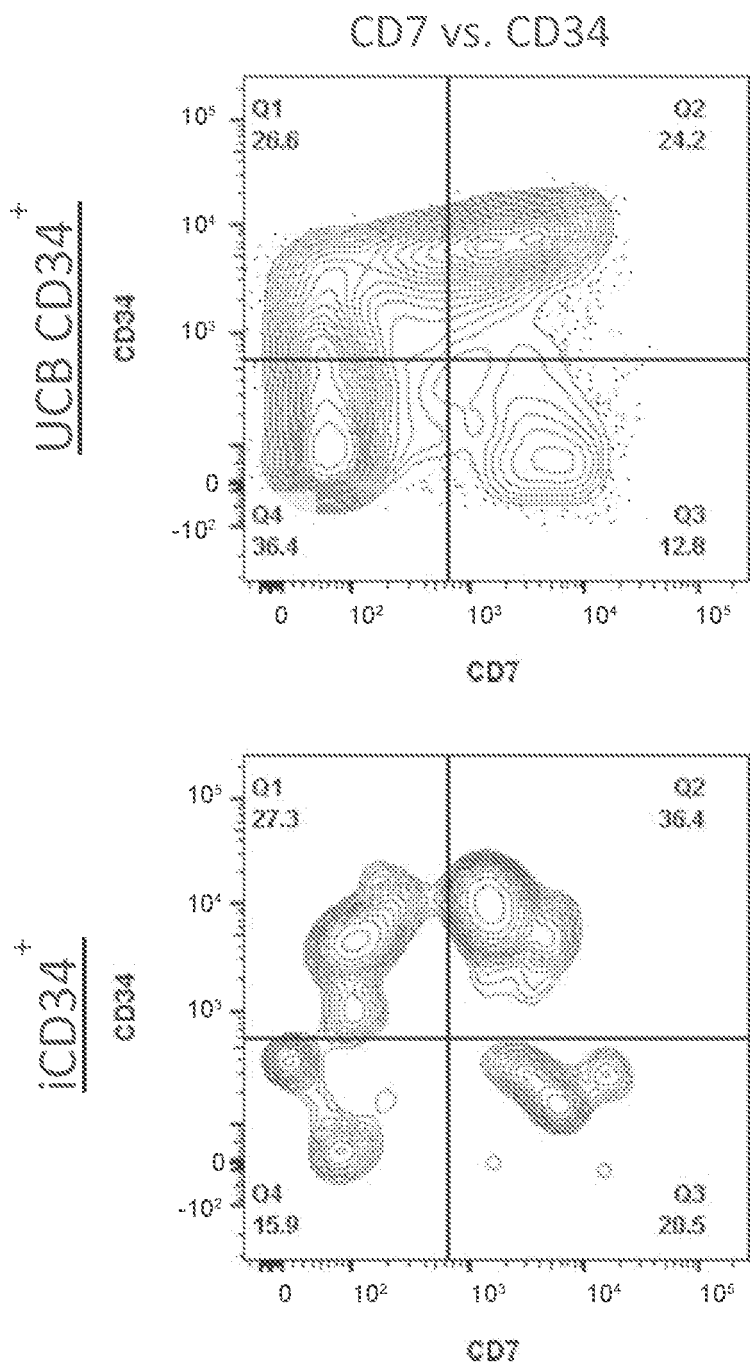 CD7 vs. CD34
UCB CD34⁺
CD34
10⁵
10⁴
10³
0
-10²
Q1
26.6
Q2
24.2
Q4
36.4
Q3
12.8
0 10² 10³ 10⁴ 10⁵
CD7
iCD34⁺
CD34
10⁵
10⁴
10³
0
-10²
Q1
27.3
Q2
36.4
Q4
15.9
Q3
20.5
0 10² 10³ 10⁴ 10⁵
CD7